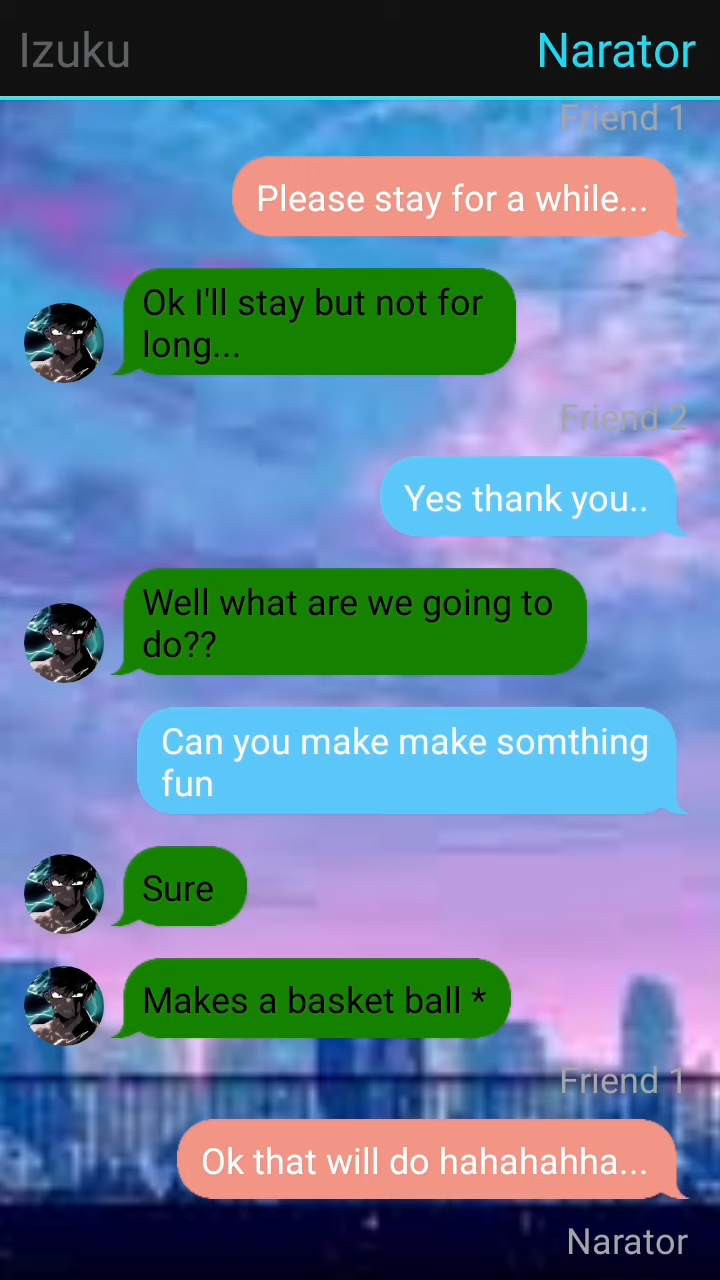 Izuku
Narator
Friend 1
Please stay for a while...
Ok I'll stay but not for
long...
Friend 2
Yes thank you..
Well what are we going to
do??
Can you make make somthing
fun
Sure
Makes a basket ball *
Friend 1
Ok that will do hahahahha...
Narator